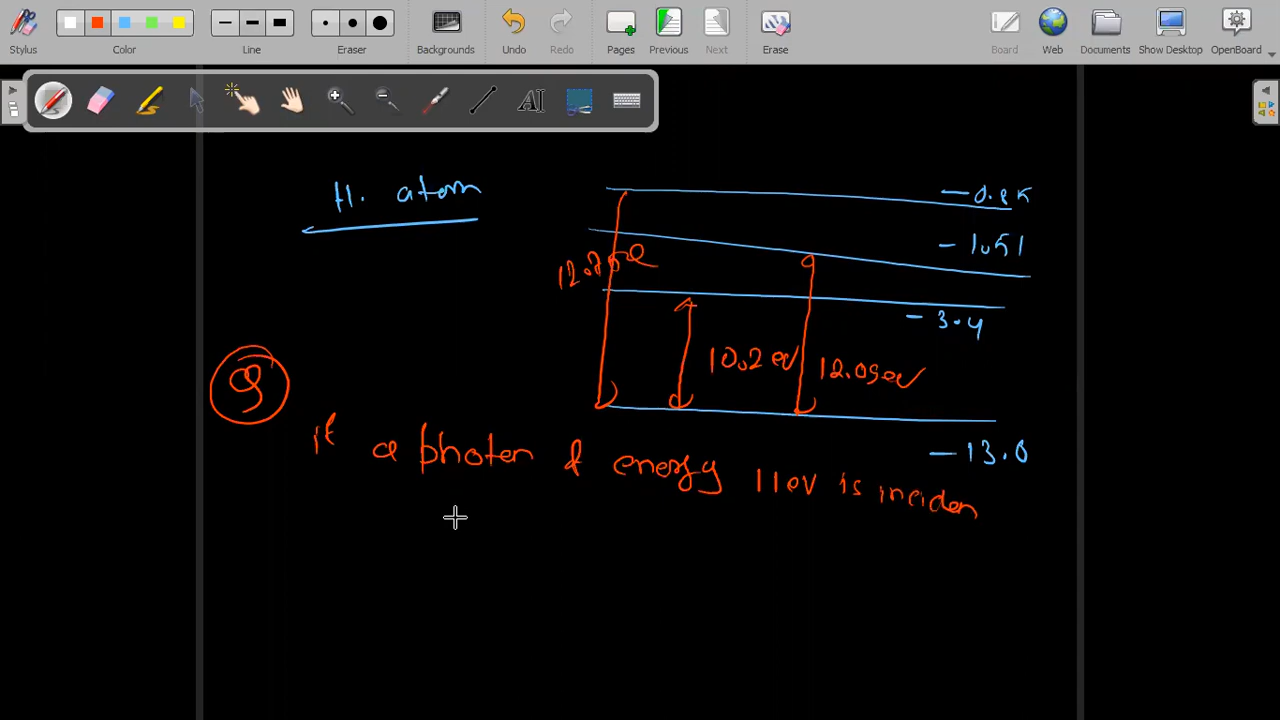 Stylus
Color
Line
Eraser
Backgrounds
Undo
Redo
Pages
Previous
Next
Erase
Board
Web
Documents
Show Desktop
OpenBoard
AI
H. atom
- 0.85
- 1.51
- 3.4
10.2 ev
12.09ev
- 13.6
Q
if a photon of energy 11ev is inciden